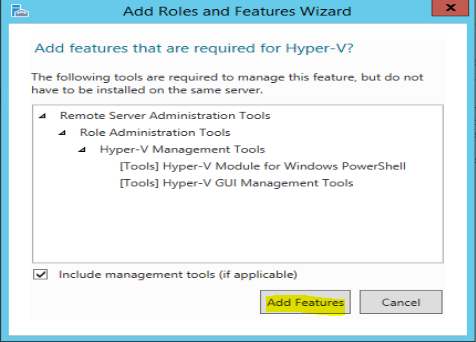 Add Roles and Features Wizard
x
Add features that are required for Hyper-V?
The following tools are required to manage this feature, but do not
have to be installed on the same server.
Remote Server Administration Tools
Role Administration Tools
Hyper-V Management Tools
[Tools] Hyper-V Module for Windows PowerShell
[Tools] Hyper-V GUI Management Tools
Include management tools (if applicable)
Add Features Cancel